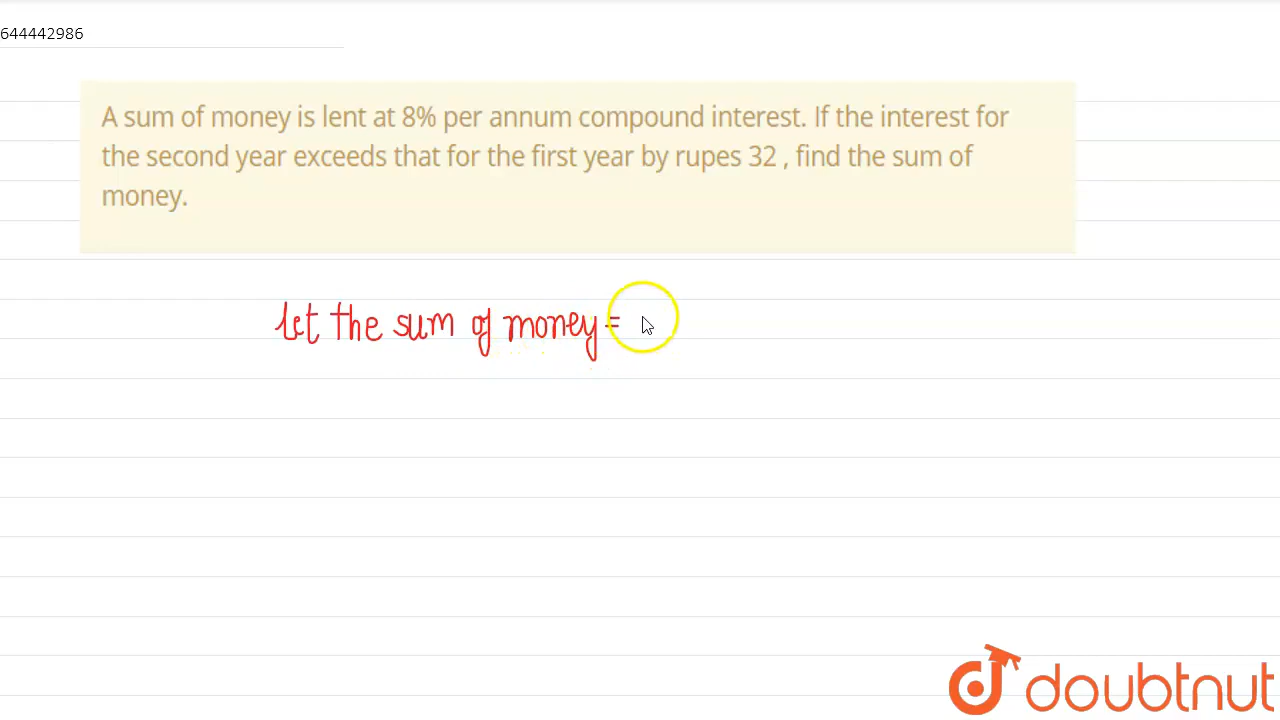 644442986
A sum of money is lent at 8% per annum compound interest. If the interest for
the second year exceeds that for the first year by rupes 32 , find the sum of
money.
let the sum of money =
doubtnut